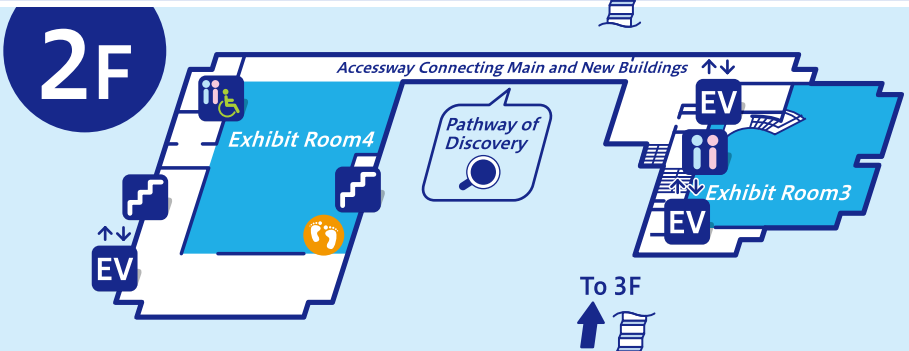 2F
Accessway Connecting Main and New Buildings
EV
Pathway of
Discovery
Exhibit Room4
Exhibit Room3
EV
EV
To 3F